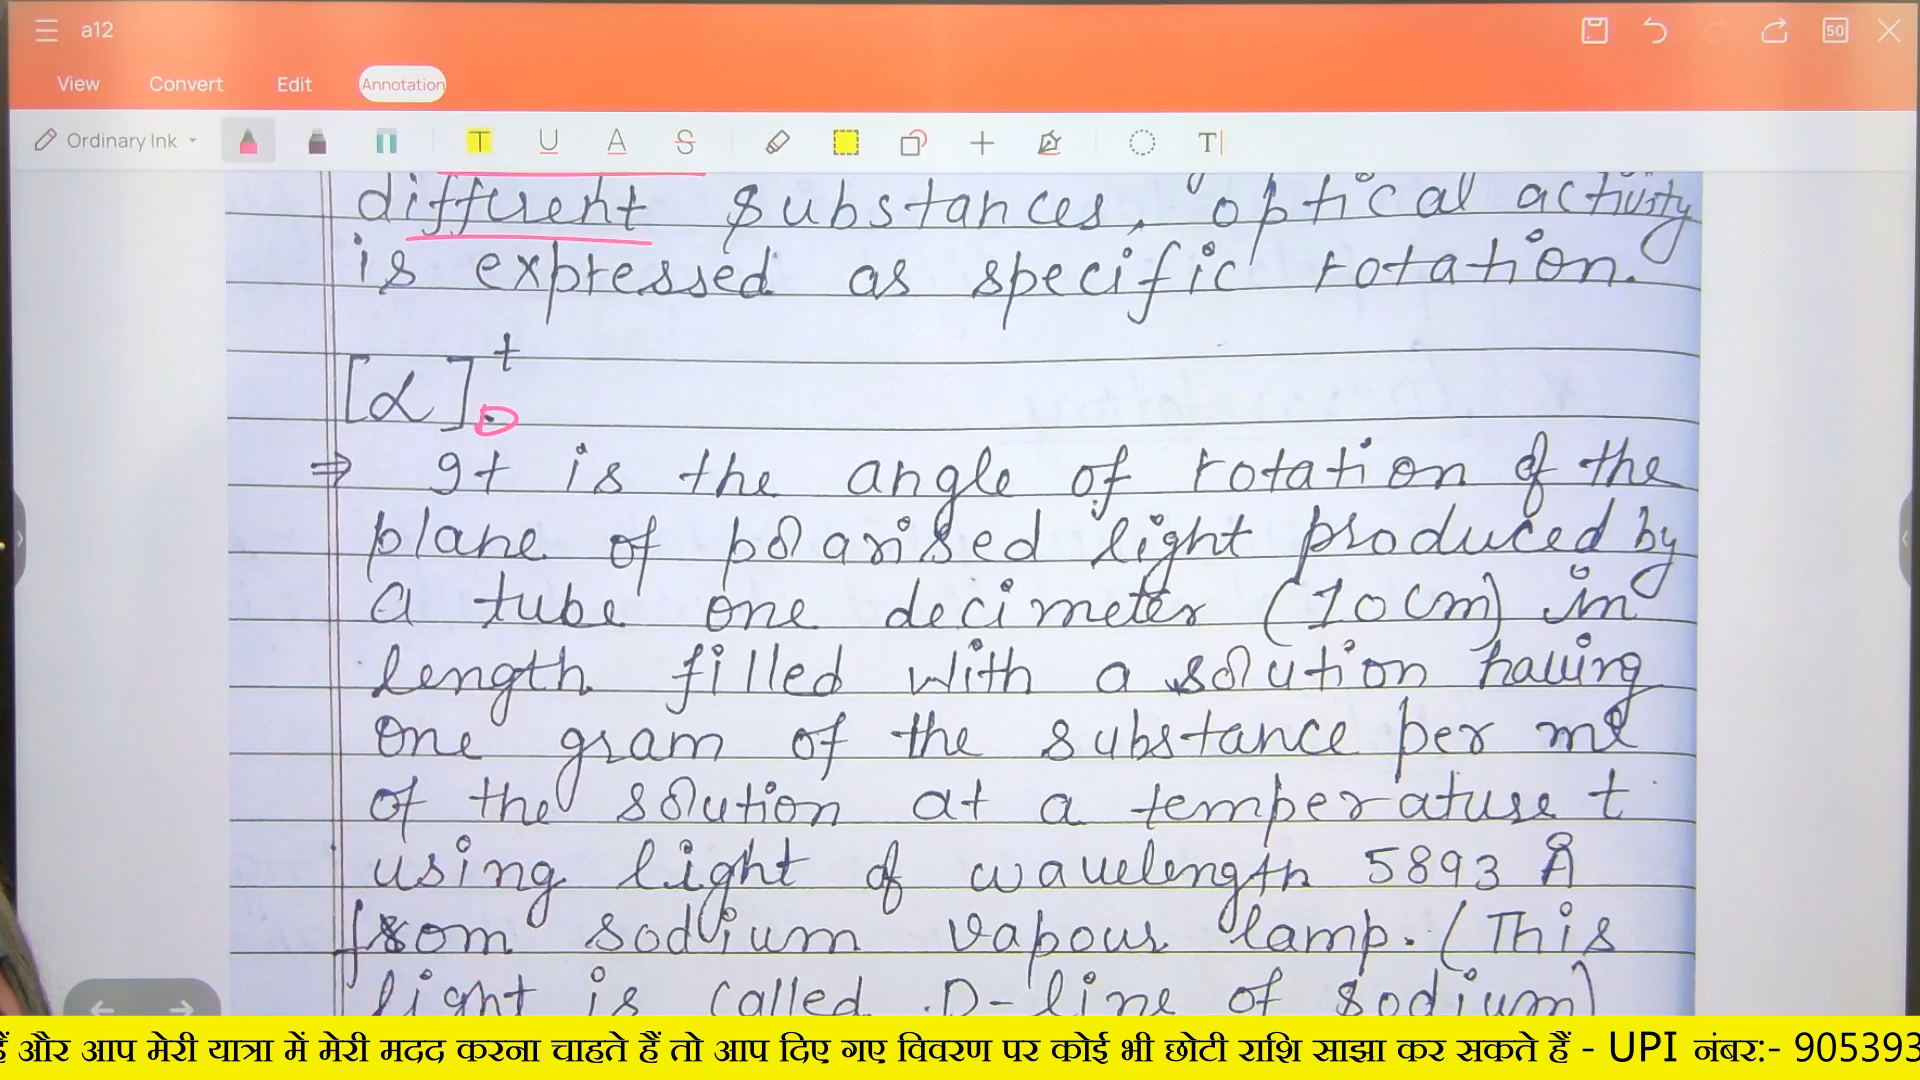 a12
50
View Convert Edit Annotation
Ordinary Ink T U A S T
different substances, optical activity
is expressed as specific rotation.
[α]
t
D
⇒ It is the angle of rotation of the
plane of polarised light produced by
a tube one decimeter (10 cm) in
length filled with a solution having
one gram of the substance per ml
of the solution at a temperature t
using light of wavelength 5893 Å
from sodium vapour lamp. (This
light is called D-line of sodium)
हैं और आप मेरी यात्रा में मेरी मदद करना चाहते हैं तो आप दिए गए विवरण पर कोई भी छोटी राशि साझा कर सकते हैं - UPI नंबर:- 905393